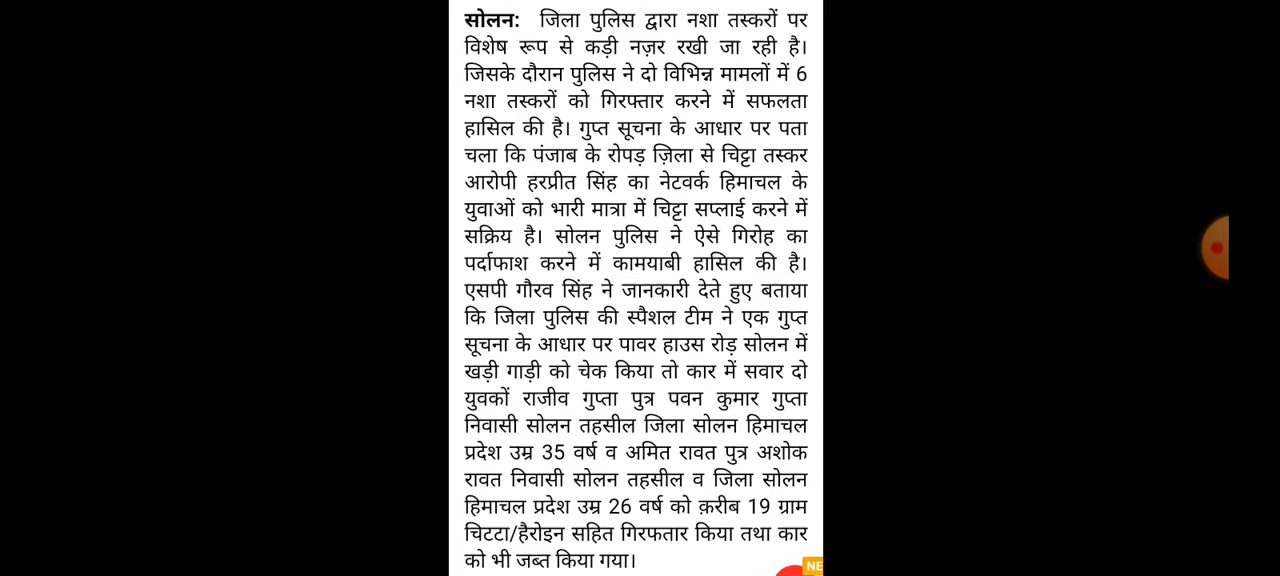 सोलन: जिला पुलिस द्वारा नशा तस्करों पर
विशेष रूप से कड़ी नज़र रखी जा रही है।
जिसके दौरान पुलिस ने दो विभिन्न मामलों में 6
नशा तस्करों को गिरफ्तार करने में सफलता
हासिल की है। गुप्त सूचना के आधार पर पता
चला कि पंजाब के रोपड़ ज़िला से चिट्टा तस्कर
आरोपी हरप्रीत सिंह का नेटवर्क हिमाचल के
युवाओं को भारी मात्रा में चिट्टा सप्लाई करने में
सक्रिय है। सोलन पुलिस ने ऐसे गिरोह का
पर्दाफाश करने में कामयाबी हासिल की है।
एसपी गौरव सिंह ने जानकारी देते हुए बताया
कि जिला पुलिस की स्पैशल टीम ने एक गुप्त
सूचना के आधार पर पावर हाउस रोड़ सोलन में
खड़ी गाड़ी को चेक किया तो कार में सवार दो
युवकों राजीव गुप्ता पुत्र पवन कुमार गुप्ता
निवासी सोलन तहसील जिला सोलन हिमाचल
प्रदेश उम्र 35 वर्ष व अमित रावत पुत्र अशोक
रावत निवासी सोलन तहसील व जिला सोलन
हिमाचल प्रदेश उम्र 26 वर्ष को क़रीब 19 ग्राम
चिटटा/हैरोइन सहित गिरफतार किया तथा कार
को भी जब्त किया गया।
NE